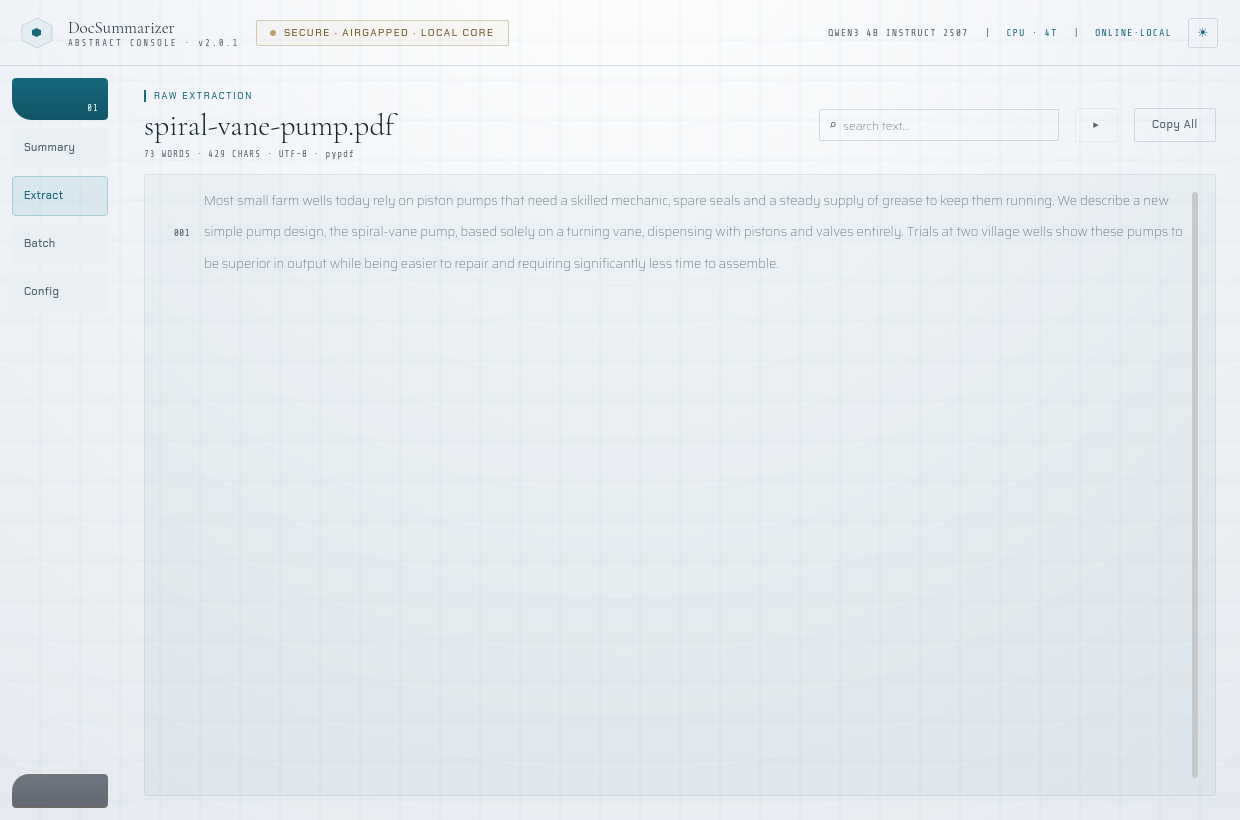 DocSummarizer
ABSTRACT CONSOLE · v2.0.1
SECURE · AIRGAPPED · LOCAL CORE
QWEN3 4B INSTRUCT 2507 | CPU · 4T | ONLINE·LOCAL
01
Summary
Extract
Batch
Config
RAW EXTRACTION
spiral-vane-pump.pdf
73 WORDS · 429 CHARS · UTF-8 · pypdf
search text...
Copy All
001
Most small farm wells today rely on piston pumps that need a skilled mechanic, spare seals and a steady supply of grease to keep them running. We describe a new
simple pump design, the spiral-vane pump, based solely on a turning vane, dispensing with pistons and valves entirely. Trials at two village wells show these pumps to
be superior in output while being easier to repair and requiring significantly less time to assemble.